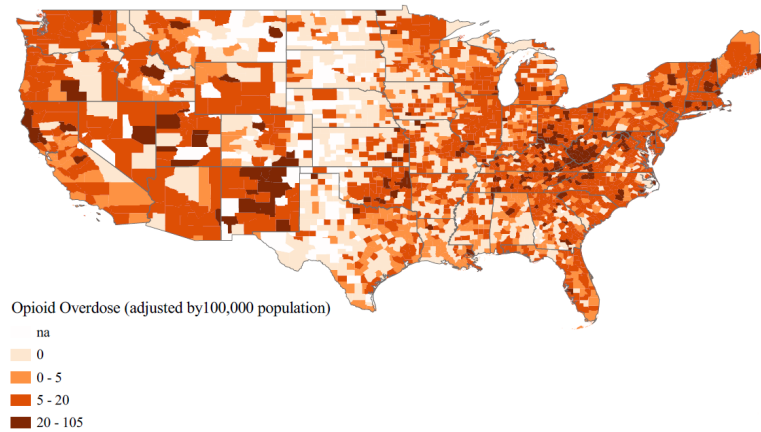 Opioid Overdose (adjusted by100,000 population)
na
0
0 - 5
5 - 20
20 - 105